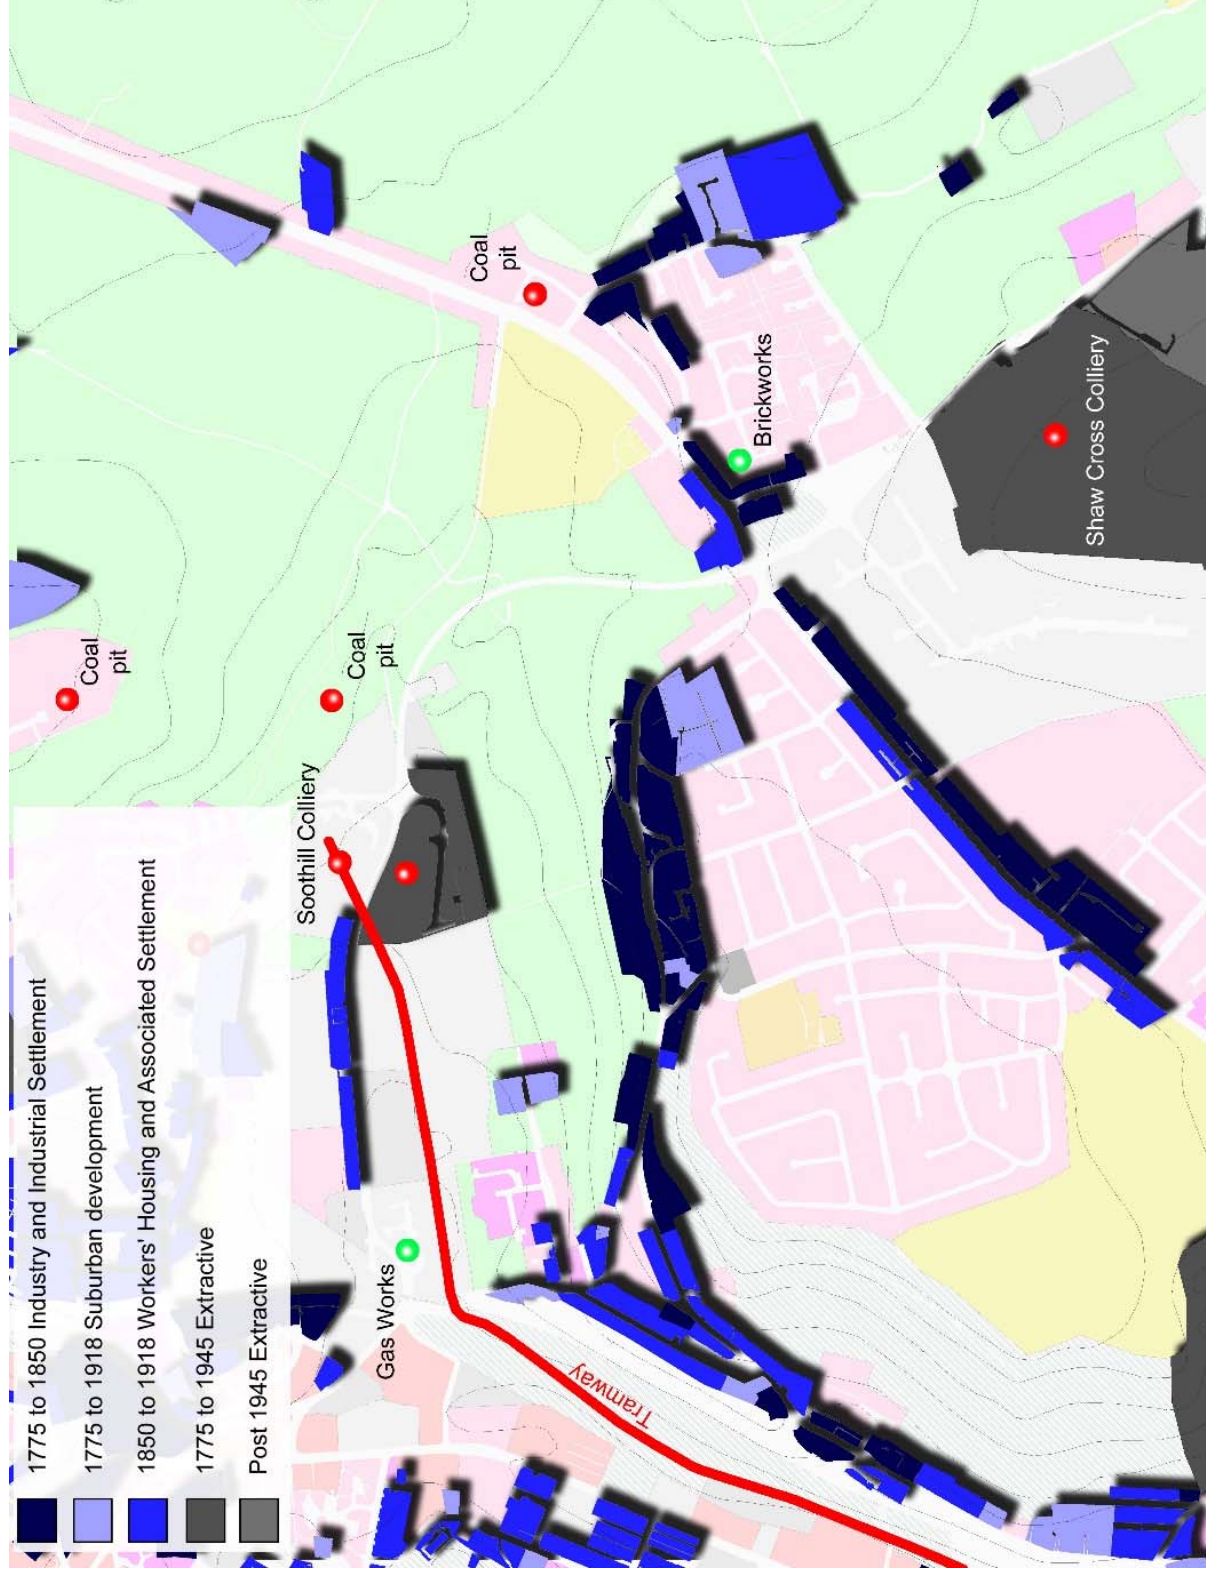 1775 to 1850 Industry and Industrial Settlement
1775 to 1918 Suburban development
1850 to 1918 Workers' Housing and Associated Settlement
1775 to 1945 Extractive
Post 1945 Extractive
Coal
pit
Coal
pit
Coal
pit
Soothill Colliery
Gas Works
Tramway
Brickworks
Shaw Cross Colliery